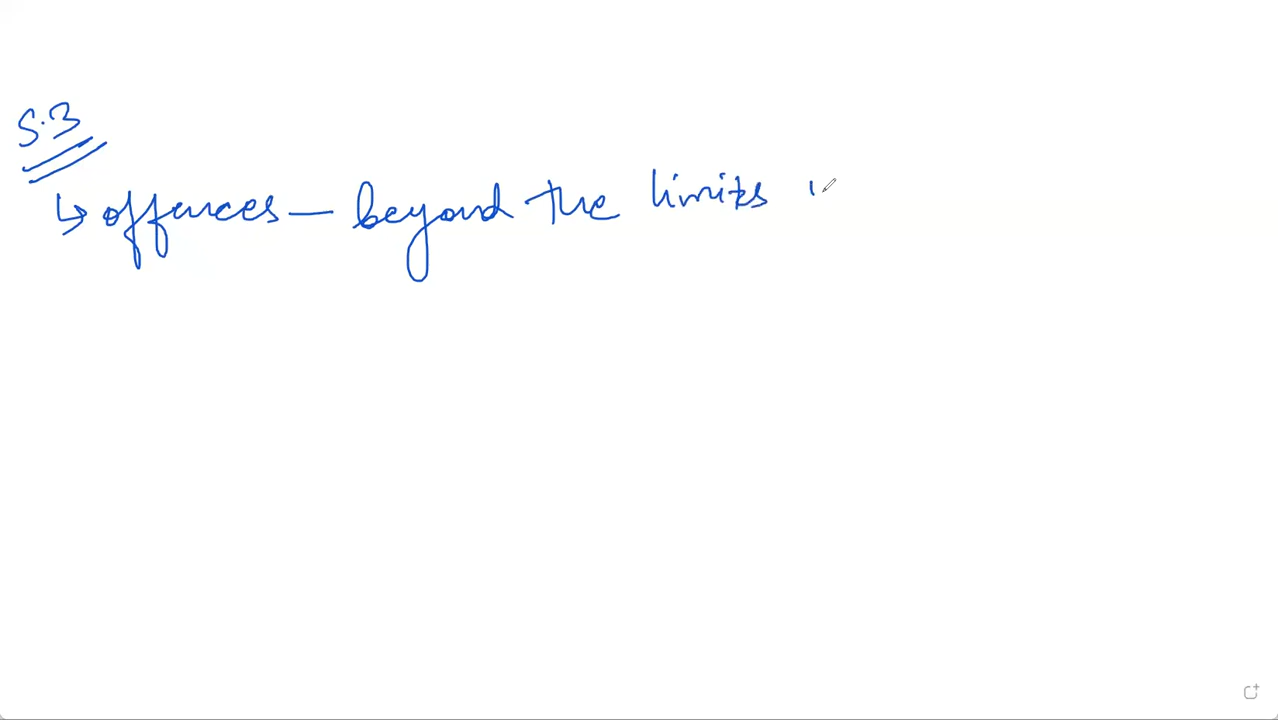 S.3
↳ offences — beyond the limits